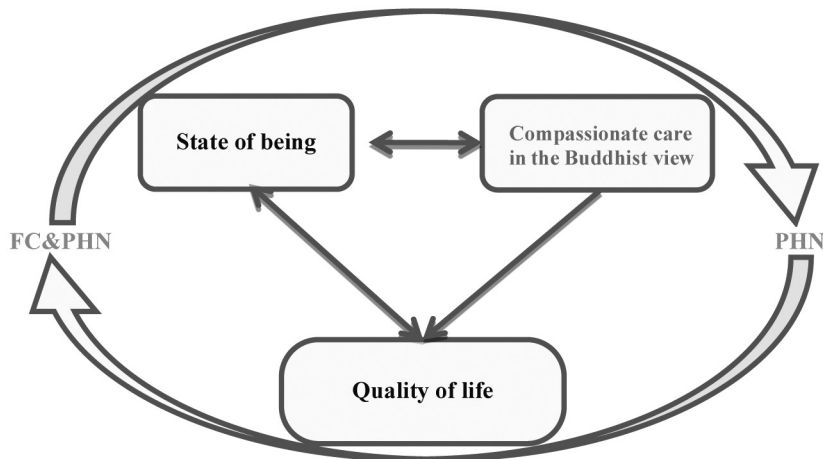 State of being
Compassionate care
in the Buddhist view
FC&PHN
PHN
Quality of life